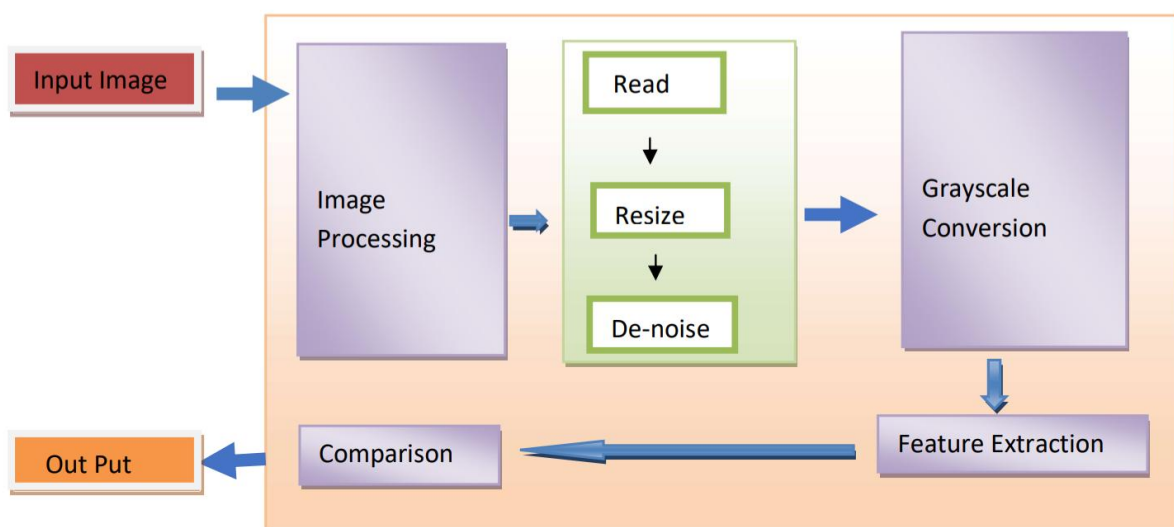 Input Image
Image
Processing
Read
Resize
De-noise
Grayscale
Conversion
Feature Extraction
Comparison
Out Put